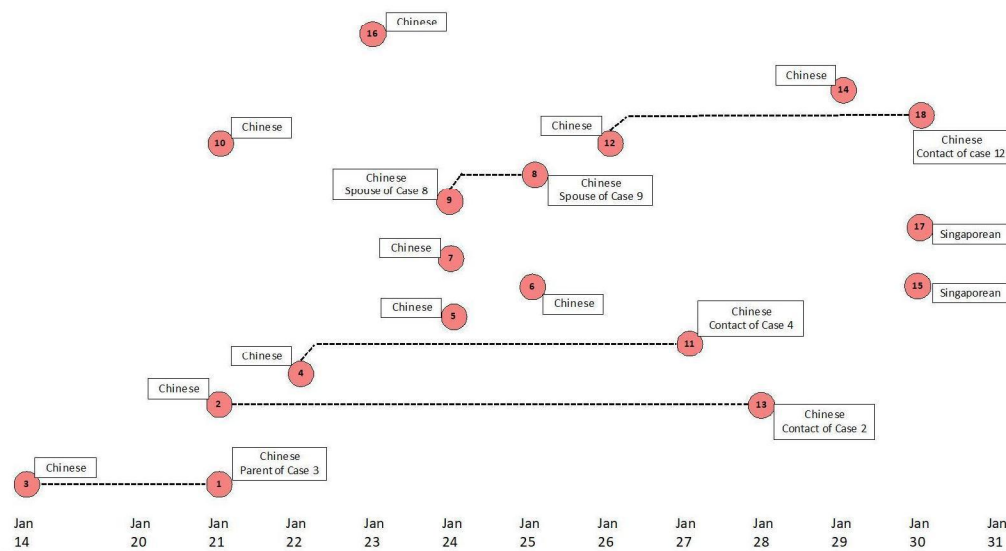 16
Chinese
Chinese
14
10
Chinese
Chinese
12
18
Chinese
Contact of case 12
Chinese
Spouse of Case 8
9
8
Chinese
Spouse of Case 9
17
Singaporean
Chinese
7
6
Chinese
15
Singaporean
Chinese
5
Chinese
Contact of Case 4
11
Chinese
4
Chinese
2
13
Chinese
Contact of Case 2
3
Chinese
1
Chinese
Parent of Case 3
Jan Jan Jan Jan Jan Jan Jan Jan Jan Jan Jan Jan Jan
14 20 21 22 23 24 25 26 27 28 29 30 31